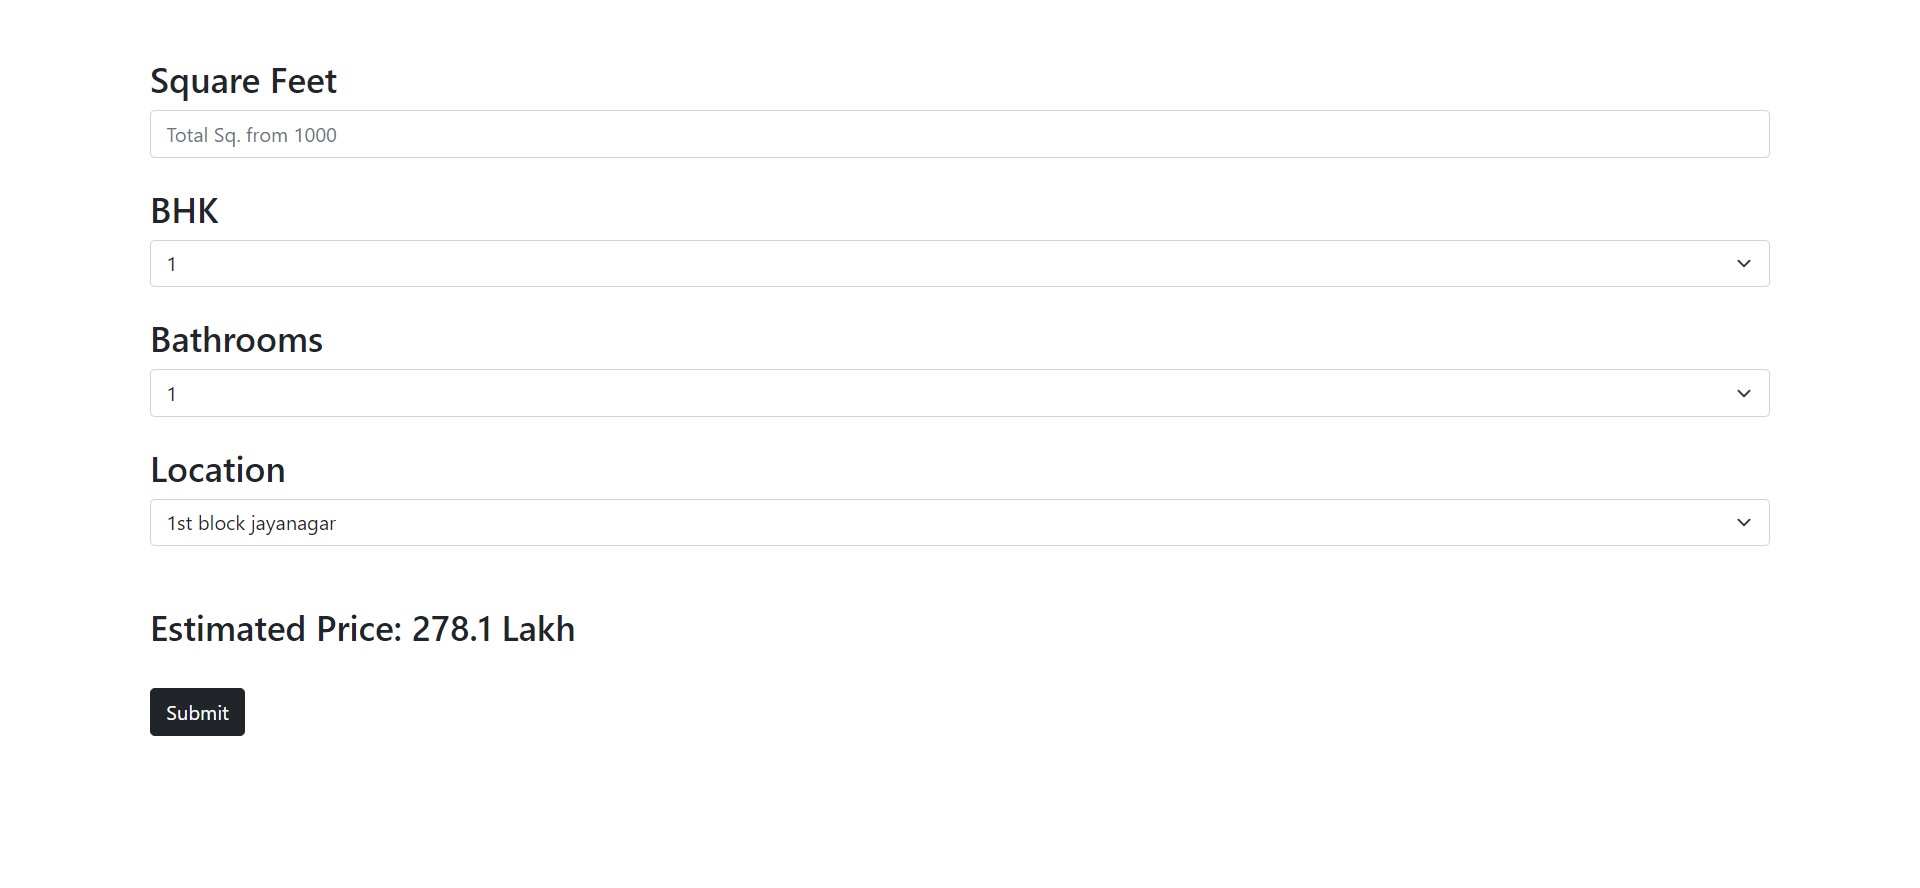 Square Feet
Total Sq. from 1000
BHK
1
Bathrooms
1
Location
1st block jayanagar
Estimated Price: 278.1 Lakh
Submit